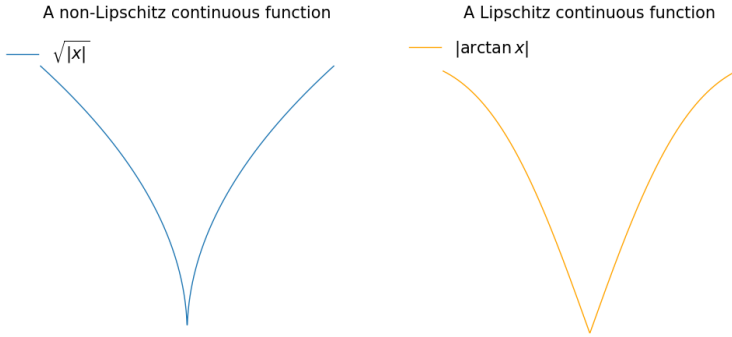 A non-Lipschitz continuous function
√|x|
A Lipschitz continuous function
|arctan x|